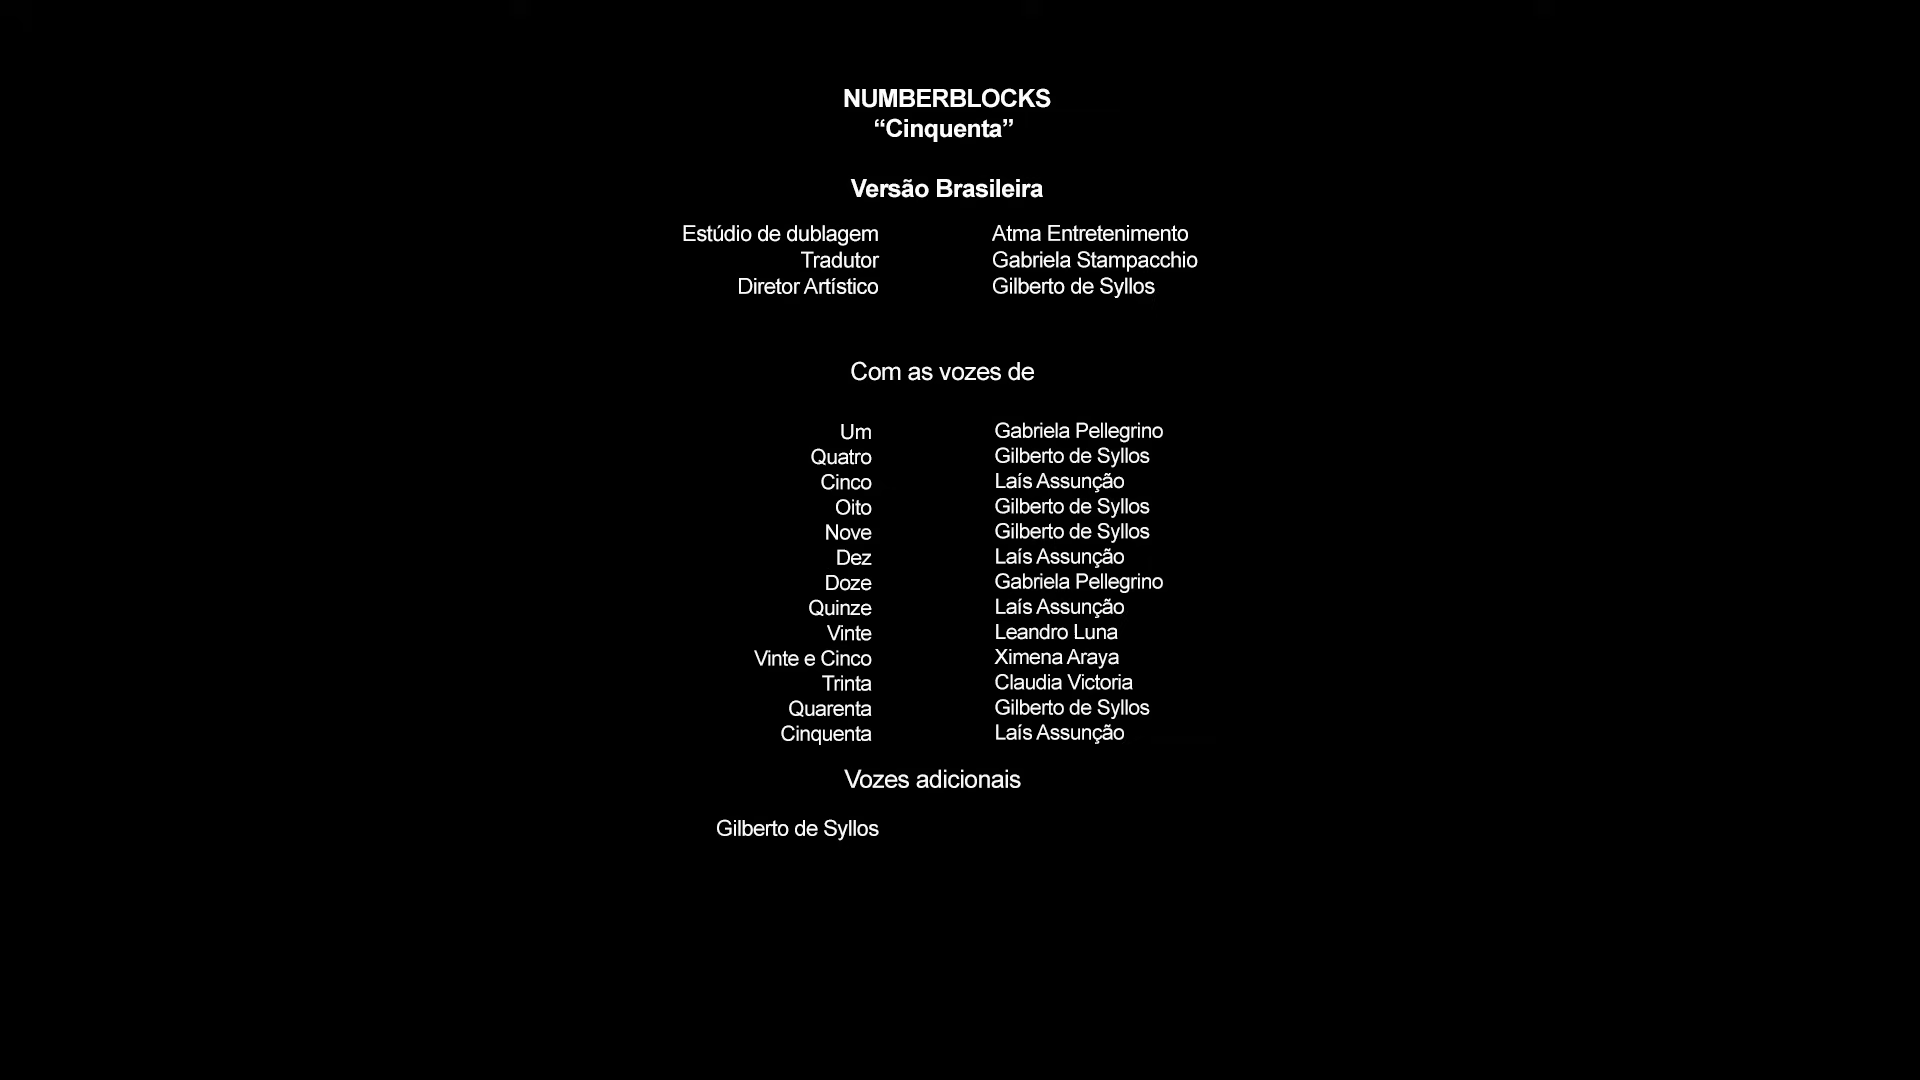 NUMBERBLOCKS
“Cinquenta”
Versão Brasileira
Estúdio de dublagem Atma Entretenimento
Tradutor Gabriela Stampacchio
Diretor Artístico Gilberto de Syllos
Com as vozes de
Um Gabriela Pellegrino
Quatro Gilberto de Syllos
Cinco Laís Assunção
Oito Gilberto de Syllos
Nove Gilberto de Syllos
Dez Laís Assunção
Doze Gabriela Pellegrino
Quinze Laís Assunção
Vinte Leandro Luna
Vinte e Cinco Ximena Araya
Trinta Claudia Victoria
Quarenta Gilberto de Syllos
Cinquenta Laís Assunção
Vozes adicionais
Gilberto de Syllos